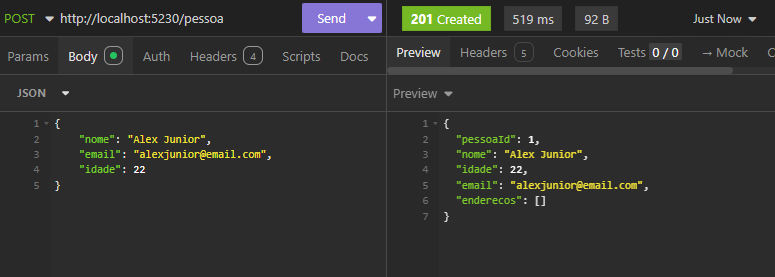 POST http://localhost:5230/pessoa Send 201 Created 519 ms 92 B Just Now
Params Body Auth Headers 4 Scripts Docs Preview Headers 5 Cookies Tests 0 / 0 → Mock
JSON Preview
1 {
2 "nome": "Alex Junior",
3 "email": "alexjunior@email.com",
4 "idade": 22
5 }
1 {
2 "pessoaId": 1,
3 "nome": "Alex Junior",
4 "idade": 22,
5 "email": "alexjunior@email.com",
6 "enderecos": []
7 }